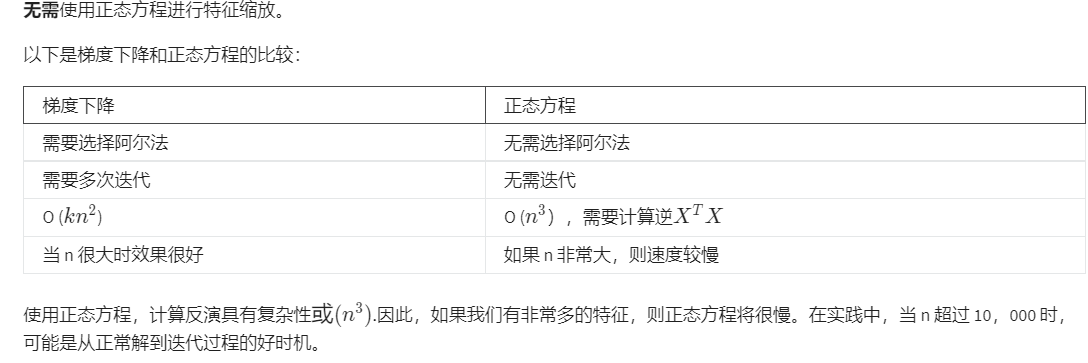 无需使用正态方程进行特征缩放。
以下是梯度下降和正态方程的比较：
梯度下降 正态方程
需要选择阿尔法 无需选择阿尔法
需要多次迭代 无需迭代
O (kn²) O (n³) ，需要计算逆XᵀX
当 n 很大时效果很好 如果 n 非常大，则速度较慢
使用正态方程，计算反演具有复杂性或(n³).因此，如果我们有非常多的特征，则正态方程将很慢。在实践中，当 n 超过 10，000 时，
可能是从正常解到迭代过程的好时机。